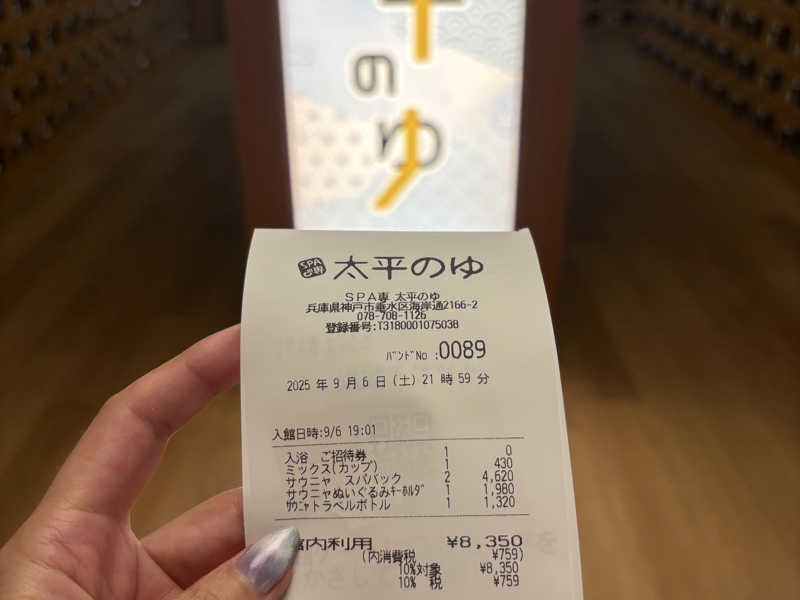 のゆ
SPA専 太平のゆ
SPA専 太平のゆ
兵庫県神戸市垂水区海岸通2166-2
078-708-1126
登録番号:T3180001075038
ﾊﾞﾝﾄﾞNo :0089
2025 年 9 月 6 日 (土) 21 時 59 分
入館日時:9/6 19:01
入浴 ご招待券 1 0
ミックス(カップ) 1 430
サウニャ スパバック 2 4,620
サウニャぬいぐるみｷｰﾎﾙﾀﾞ 1 1,980
ｻｳﾆｬトラベルボトル 1 1,320
館内利用 ¥8,350
(内消費税 ¥759)
10%対象 ¥8,350
10% 税 ¥759